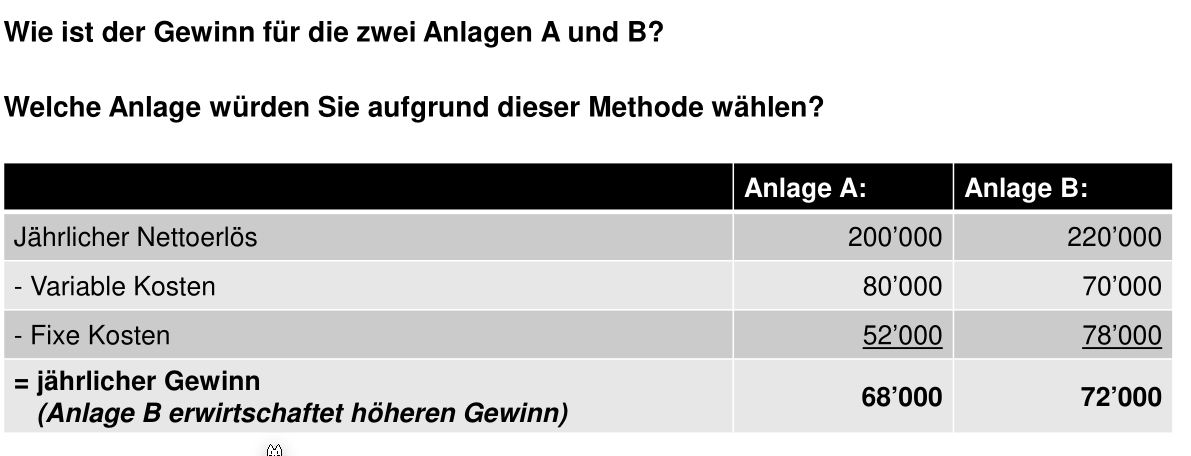 Wie ist der Gewinn für die zwei Anlagen A und B?
Welche Anlage würden Sie aufgrund dieser Methode wählen?
Anlage A: Anlage B:
Jährlicher Nettoerlös 200’000 220’000
- Variable Kosten 80’000 70’000
- Fixe Kosten 52’000 78’000
= jährlicher Gewinn
(Anlage B erwirtschaftet höheren Gewinn) 68’000 72’000